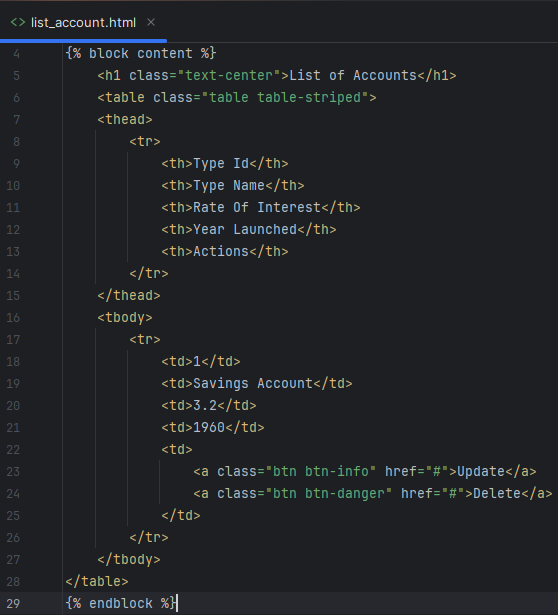 <> list_account.html ×
4 {% block content %}
5 <h1 class="text-center">List of Accounts</h1>
6 <table class="table table-striped">
7 <thead>
8 <tr>
9 <th>Type Id</th>
10 <th>Type Name</th>
11 <th>Rate Of Interest</th>
12 <th>Year Launched</th>
13 <th>Actions</th>
14 </tr>
15 </thead>
16 <tbody>
17 <tr>
18 <td>1</td>
19 <td>Savings Account</td>
20 <td>3.2</td>
21 <td>1960</td>
22 <td>
23 <a class="btn btn-info" href="#">Update</a>
24 <a class="btn btn-danger" href="#">Delete</a>
25 </td>
26 </tr>
27 </tbody>
28 </table>
29 {% endblock %}